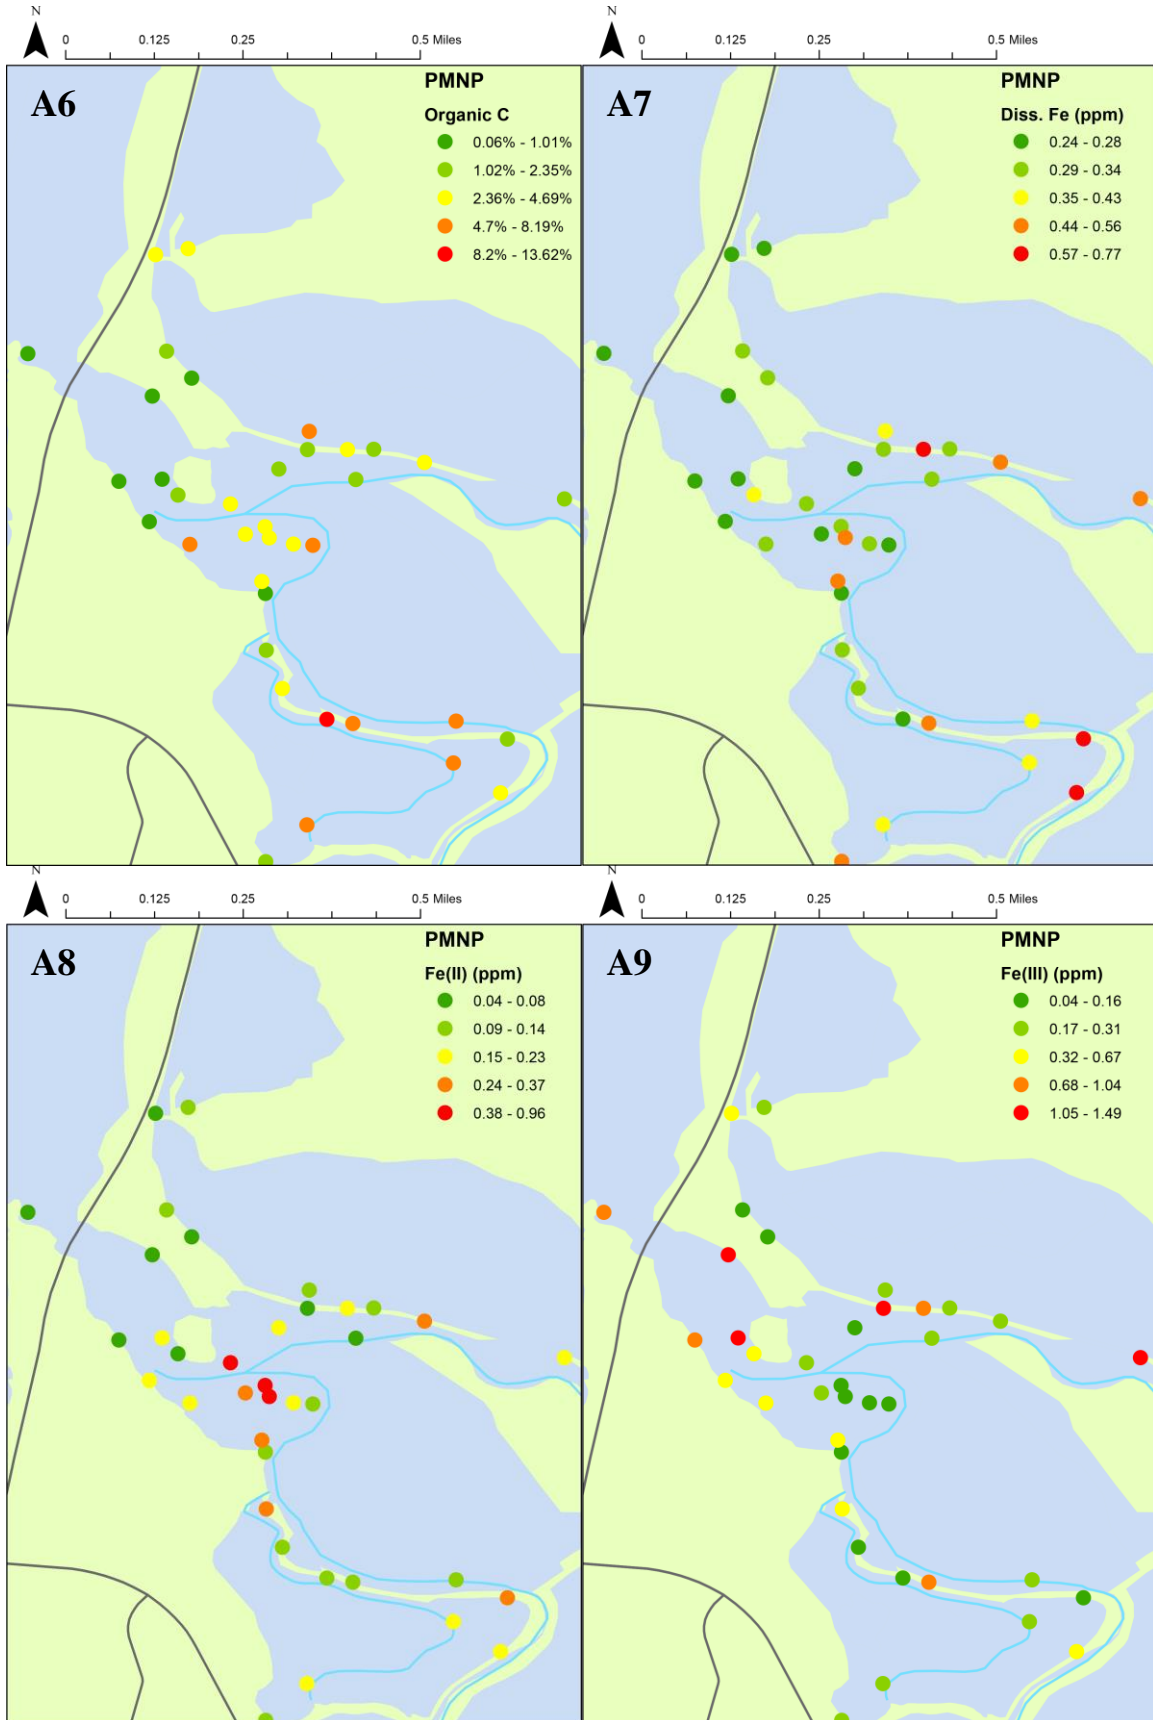 N
0 0.125 0.25 0.5 Miles
A6
PMNP
Organic C
0.06% - 1.01%
1.02% - 2.35%
2.36% - 4.69%
4.7% - 8.19%
8.2% - 13.62%
N
0 0.125 0.25 0.5 Miles
A7
PMNP
Diss. Fe (ppm)
0.24 - 0.28
0.29 - 0.34
0.35 - 0.43
0.44 - 0.56
0.57 - 0.77
N
0 0.125 0.25 0.5 Miles
A8
PMNP
Fe(II) (ppm)
0.04 - 0.08
0.09 - 0.14
0.15 - 0.23
0.24 - 0.37
0.38 - 0.96
N
0 0.125 0.25 0.5 Miles
A9
PMNP
Fe(III) (ppm)
0.04 - 0.16
0.17 - 0.31
0.32 - 0.67
0.68 - 1.04
1.05 - 1.49